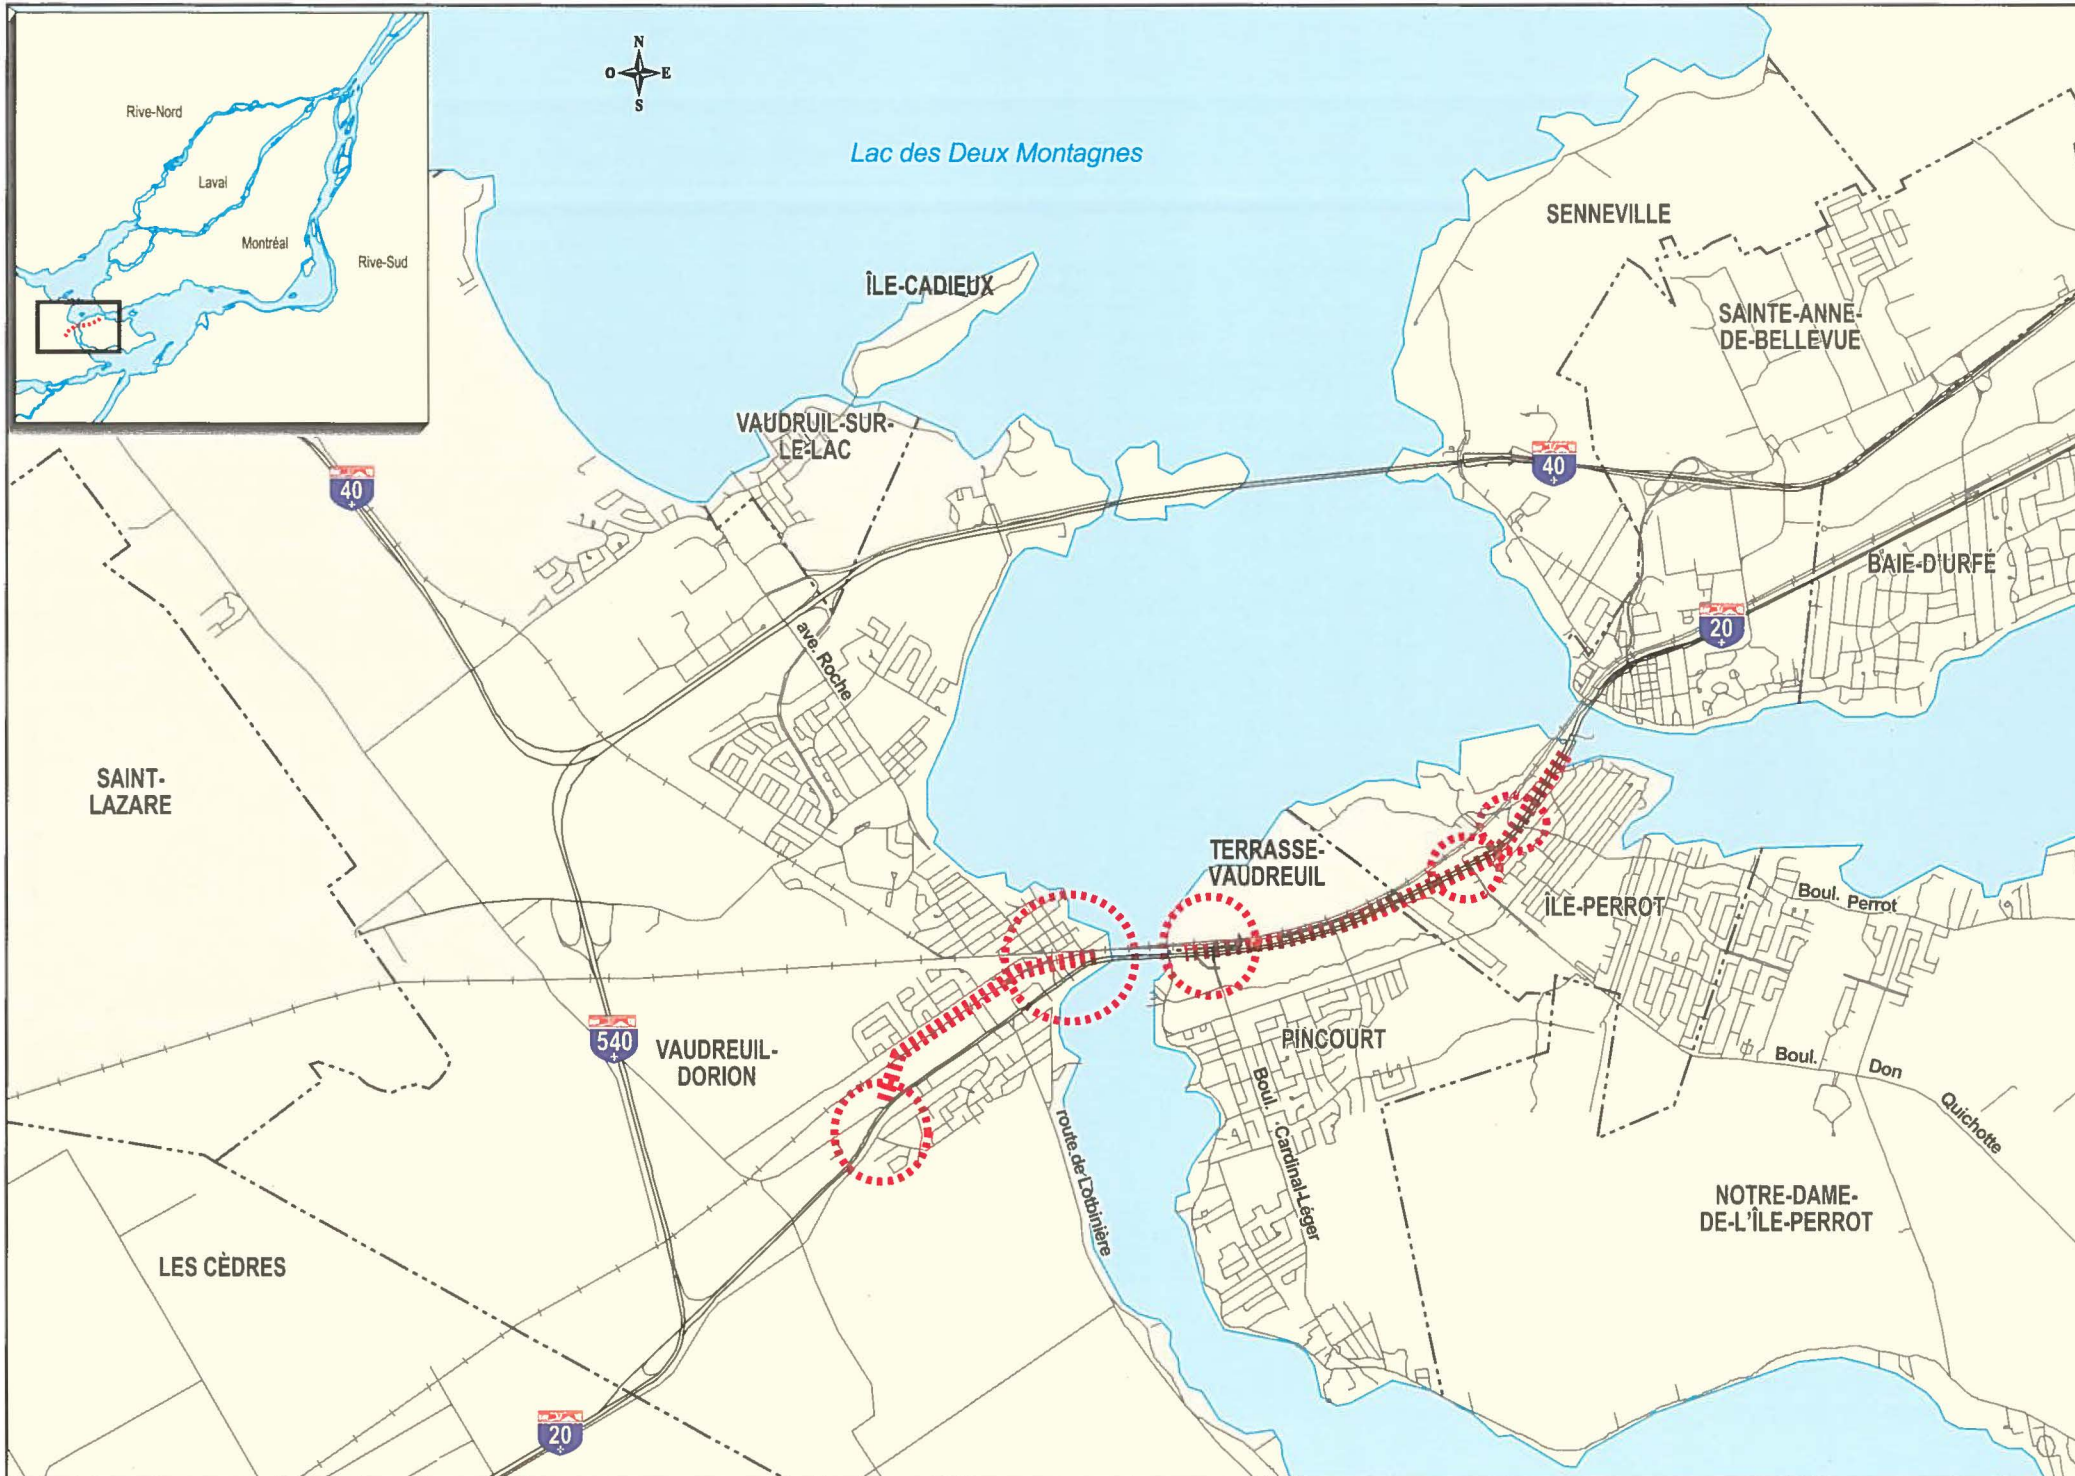 N
O E
S
Rive-Nord
Laval
Montréal
Rive-Sud
Lac des Deux Montagnes
SENNEVILLE
ÎLE-CADIEUX
SAINTE-ANNE-
DE-BELLEVUE
VAUDRUIL-SUR-
LE-LAC
40
40
BAIE-D'URFÉ
20
ave. Roche
SAINT-
LAZARE
TERRASSE-
VAUDREUIL
ÎLE-PERROT
Boul. Perrot
540
VAUDREUIL-
DORION
PINCOURT
Boul. Don Quichotte
Boul. Cardinal-Léger
route de Lotbinière
NOTRE-DAME-
DE-L'ÎLE-PERROT
LES CÈDRES
20